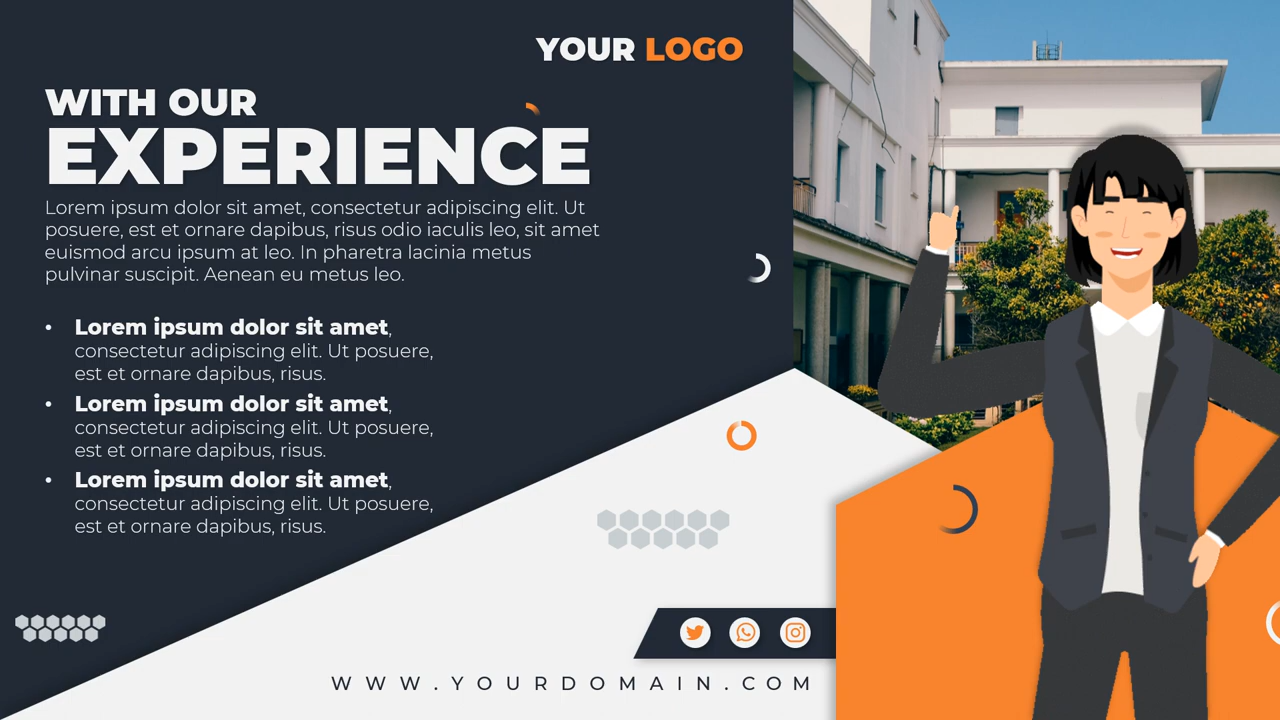 YOUR LOGO
WITH OUR
EXPERIENCE
Lorem ipsum dolor sit amet, consectetur adipiscing elit. Ut
posuere, est et ornare dapibus, risus odio iaculis leo, sit amet
euismod arcu ipsum at leo. In pharetra lacinia metus
pulvinar suscipit. Aenean eu metus leo.
• Lorem ipsum dolor sit amet,
consectetur adipiscing elit. Ut posuere,
est et ornare dapibus, risus.
• Lorem ipsum dolor sit amet,
consectetur adipiscing elit. Ut posuere,
est et ornare dapibus, risus.
• Lorem ipsum dolor sit amet,
consectetur adipiscing elit. Ut posuere,
est et ornare dapibus, risus.
WWW.YOURDOMAIN.COM